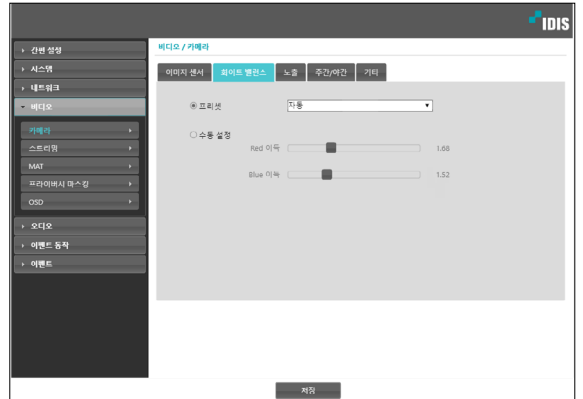 IDIS
간편 설정
시스템
네트워크
비디오
카메라
스트리밍
MAT
프라이버시 마스킹
OSD
오디오
이벤트 동작
이벤트
비디오 / 카메라
이미지 센서 화이트 밸런스 노출 주간/야간 기타
프리셋 자동
수동 설정
Red 이득 1.68
Blue 이득 1.52
저장